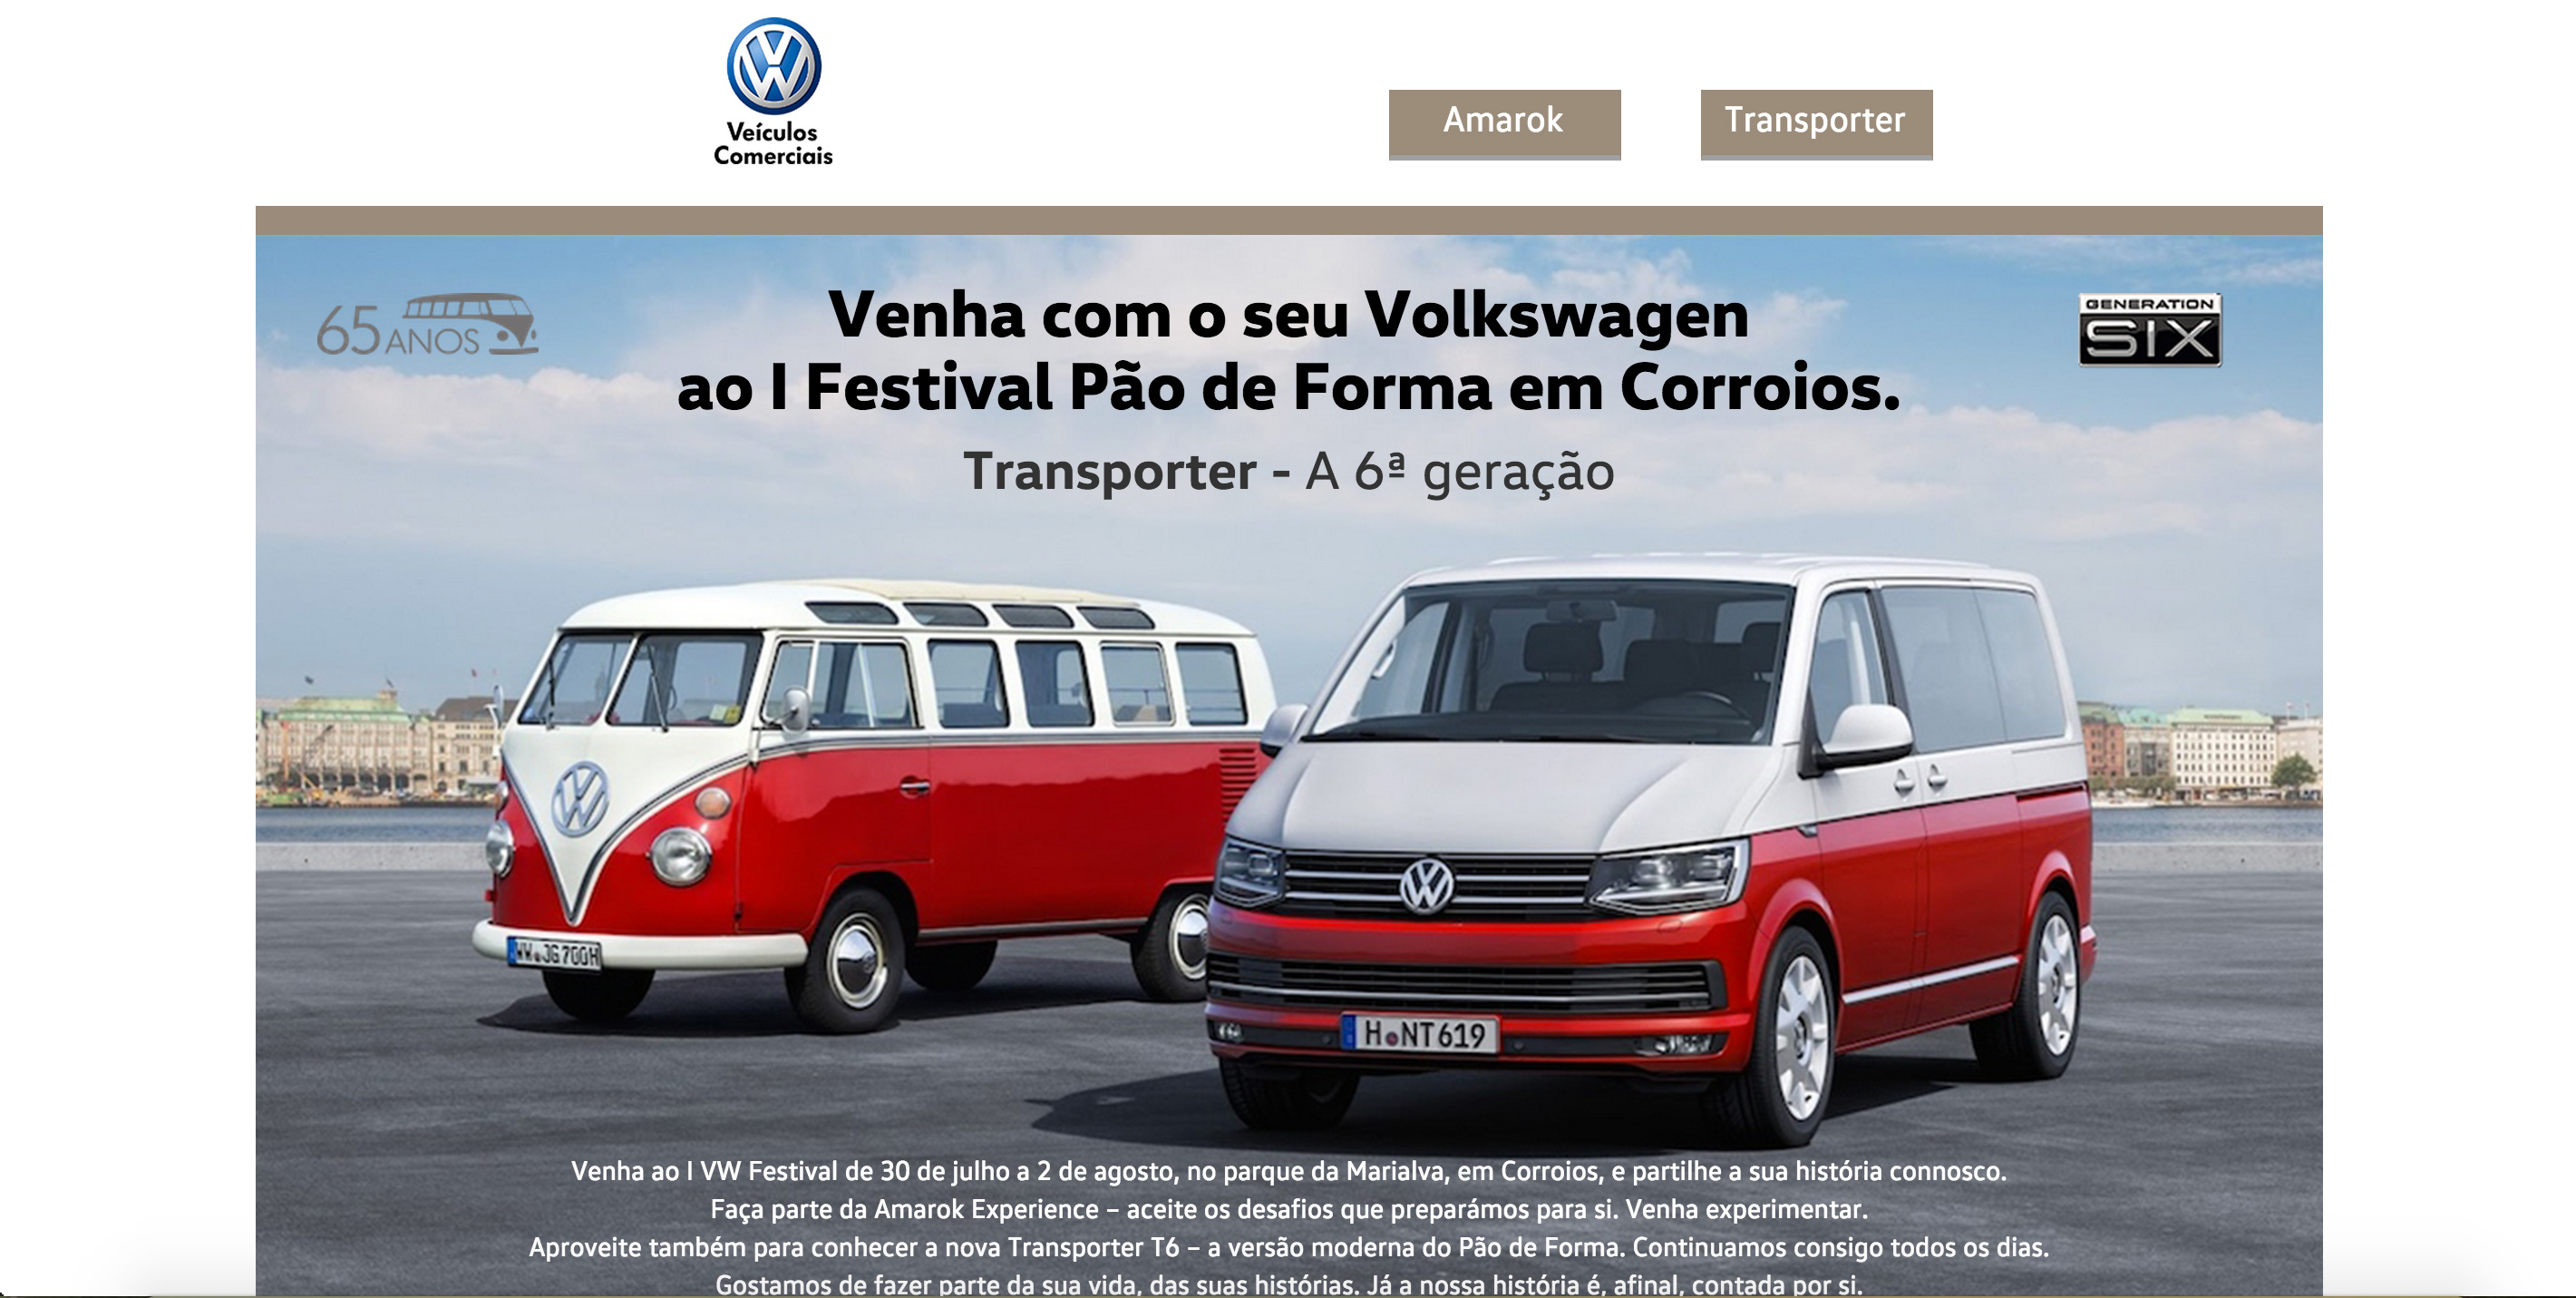 Veículos
Comerciais
Amarok
Transporter
65 ANOS
Venha com o seu Volkswagen
ao I Festival Pão de Forma em Corroios.
GENERATION
SIX
Transporter - A 6ª geração
H NT 619
Venha ao I VW Festival de 30 de julho a 2 de agosto, no parque da Marialva, em Corroios, e partilhe a sua história connosco.
Faça parte da Amarok Experience – aceite os desafios que preparámos para si. Venha experimentar.
Aproveite também para conhecer a nova Transporter T6 – a versão moderna do Pão de Forma. Continuamos consigo todos os dias.
Gostamos de fazer parte da sua vida, das suas histórias. Já a nossa história é, afinal, contada por si.